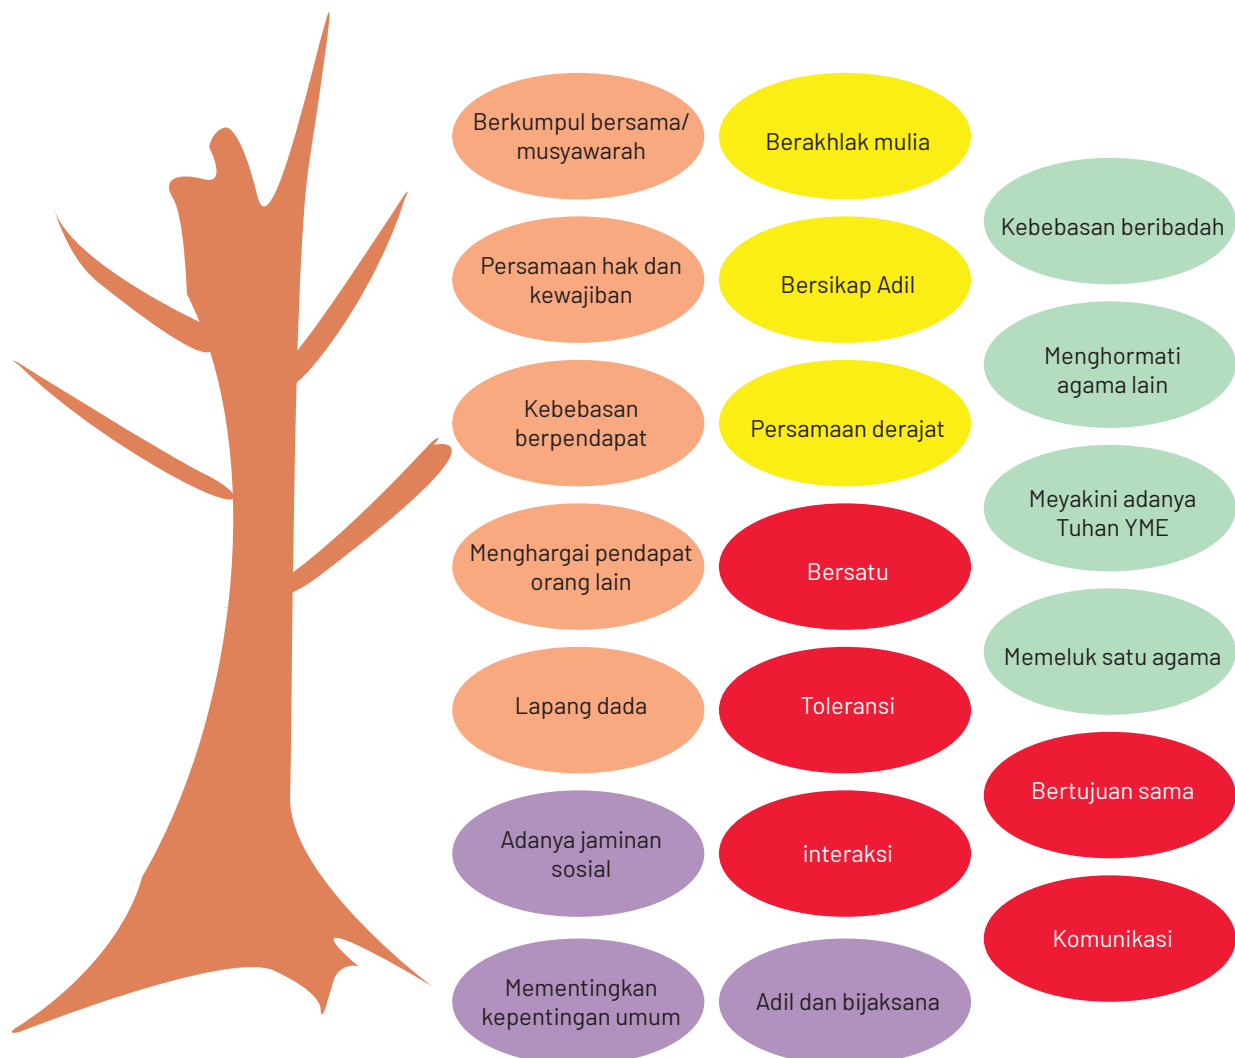 Berkumpul bersama/
musyawarah
Persamaan hak dan
kewajiban
Kebebasan
berpendapat
Menghargai pendapat
orang lain
Lapang dada
Adanya jaminan
sosial
Mementingkan
kepentingan umum
Berakhlak mulia
Bersikap Adil
Persamaan derajat
Bersatu
Toleransi
interaksi
Adil dan bijaksana
Kebebasan beribadah
Menghormati
agama lain
Meyakini adanya
Tuhan YME
Memeluk satu agama
Bertujuan sama
Komunikasi